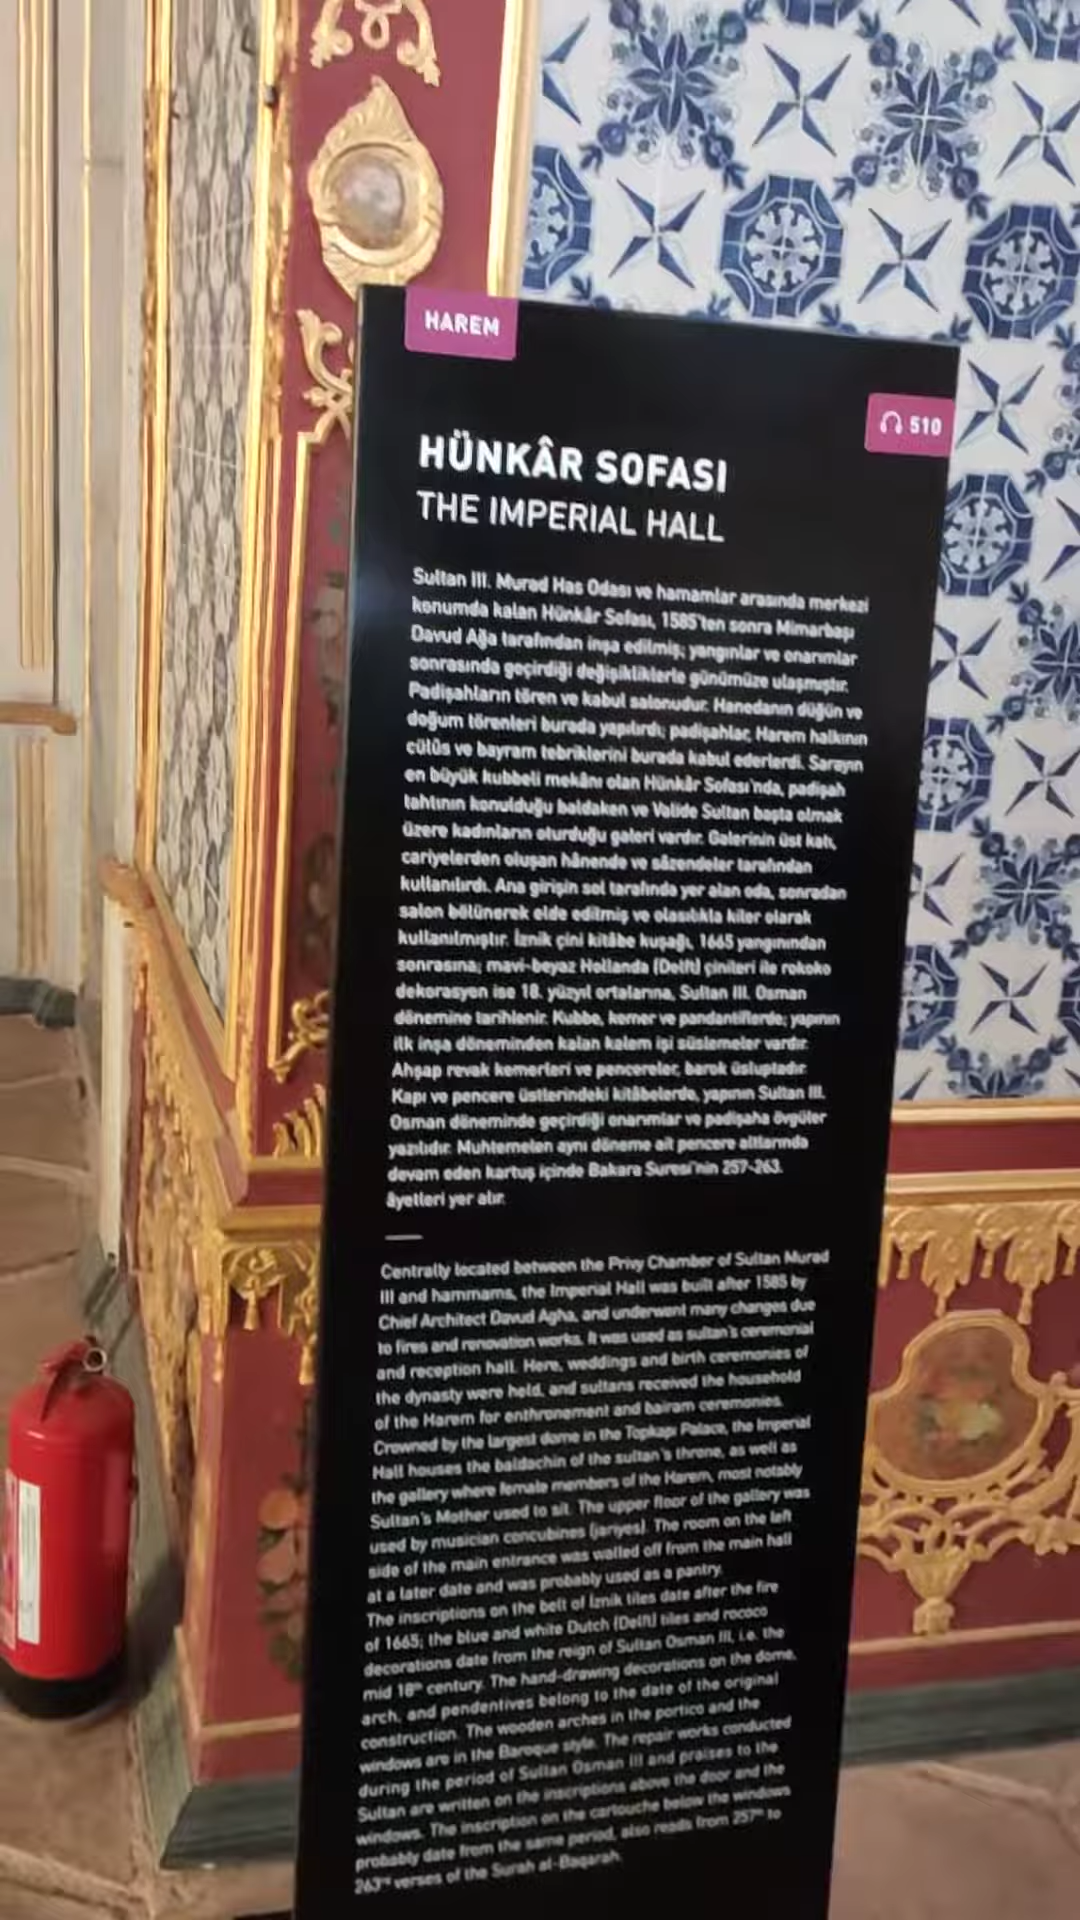 HAREM
510
HÜNKÂR SOFASI
THE IMPERIAL HALL
Sultan III. Murad Has Odası ve hamamlar arasında merkezi
konumda kalan Hünkâr Sofası, 1585'ten sonra Mimarbaşı
Davud Ağa tarafından inşa edilmiş; yangınlar ve onarımlar
sonrasında geçirdiği değişikliklerle günümüze ulaşmıştır.
Padişahların tören ve kabul salonudur. Hanedanın düğün ve
doğum törenleri burada yapılırdı; padişahlar, Harem halkının
cülûs ve bayram tebriklerini burada kabul ederlerdi. Sarayın
en büyük kubbeli mekânı olan Hünkâr Sofası'nda, padişah
tahtının konulduğu baldaken ve Valide Sultan başta olmak
üzere kadınların oturduğu galeri vardır. Galerinin üst katı,
cariyelerden oluşan hânende ve sâzendeler tarafından
kullanılırdı. Ana girişin sol tarafında yer alan oda, sonradan
salon bölünerek elde edilmiş ve olasılıkla kiler olarak
kullanılmıştır. İznik çini kitâbe kuşağı, 1665 yangınından
sonrasına; mavi-beyaz Hollanda (Delft) çinileri ile rokoko
dekorasyon ise 18. yüzyıl ortalarına, Sultan III. Osman
dönemine tarihlenir. Kubbe, kemer ve pandantiflerde; yapının
ilk inşa döneminden kalan kalem işi süslemeler vardır.
Ahşap revak kemerleri ve pencereler, barok üsluptadır.
Kapı ve pencere üstlerindeki kitâbelerde, yapının Sultan III.
Osman döneminde geçirdiği onarımlar ve padişaha övgüler
yazılıdır. Muhtemelen aynı döneme ait pencere altlarında
devam eden kartuş içinde Bakara Suresi'nin 257-263.
âyetleri yer alır.
Centrally located between the Privy Chamber of Sultan Murad
III and hammams, the Imperial Hall was built after 1585 by
Chief Architect Davud Agha, and underwent many changes due
to fires and renovation works. It was used as sultan's ceremonial
and reception hall. Here, weddings and birth ceremonies of
the dynasty were held, and sultans received the household
of the Harem for enthronement and bairam ceremonies.
Crowned by the largest dome in the Topkapı Palace, the Imperial
Hall houses the baldachin of the sultan's throne, as well as
the gallery where female members of the Harem, most notably
Sultan's Mother used to sit. The upper floor of the gallery was
used by musician concubines (jariyes). The room on the left
side of the main entrance was walled off from the main hall
at a later date and was probably used as a pantry.
The inscriptions on the belt of İznik tiles date after the fire
of 1665; the blue and white Dutch (Delft) tiles and rococo
decorations date from the reign of Sultan Osman III, i.e. the
mid 18th century. The hand-drawing decorations on the dome,
arch, and pendentives belong to the date of the original
construction. The wooden arches in the portico and the
windows are in the Baroque style. The repair works conducted
during the period of Sultan Osman III and praises to the
Sultan are written on the inscriptions above the door and the
windows. The inscription on the cartouche below the windows
probably date from the same period, also reads from 257th to
263rd verses of the Surah al-Baqarah.